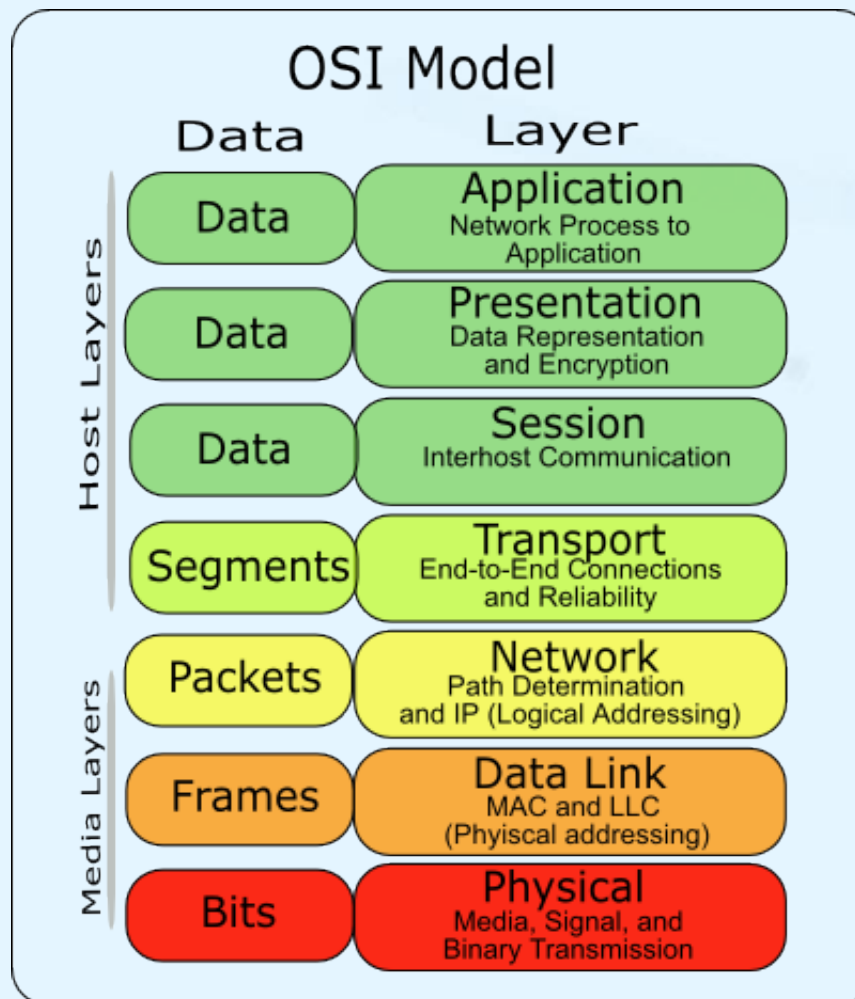 OSI Model
Data
Layer
Host Layers
Data
Application
Network Process to
Application
Data
Presentation
Data Representation
and Encryption
Data
Session
Interhost Communication
Segments
Transport
End-to-End Connections
and Reliability
Media Layers
Packets
Network
Path Determination
and IP (Logical Addressing)
Frames
Data Link
MAC and LLC
(Phyiscal addressing)
Bits
Physical
Media, Signal, and
Binary Transmission